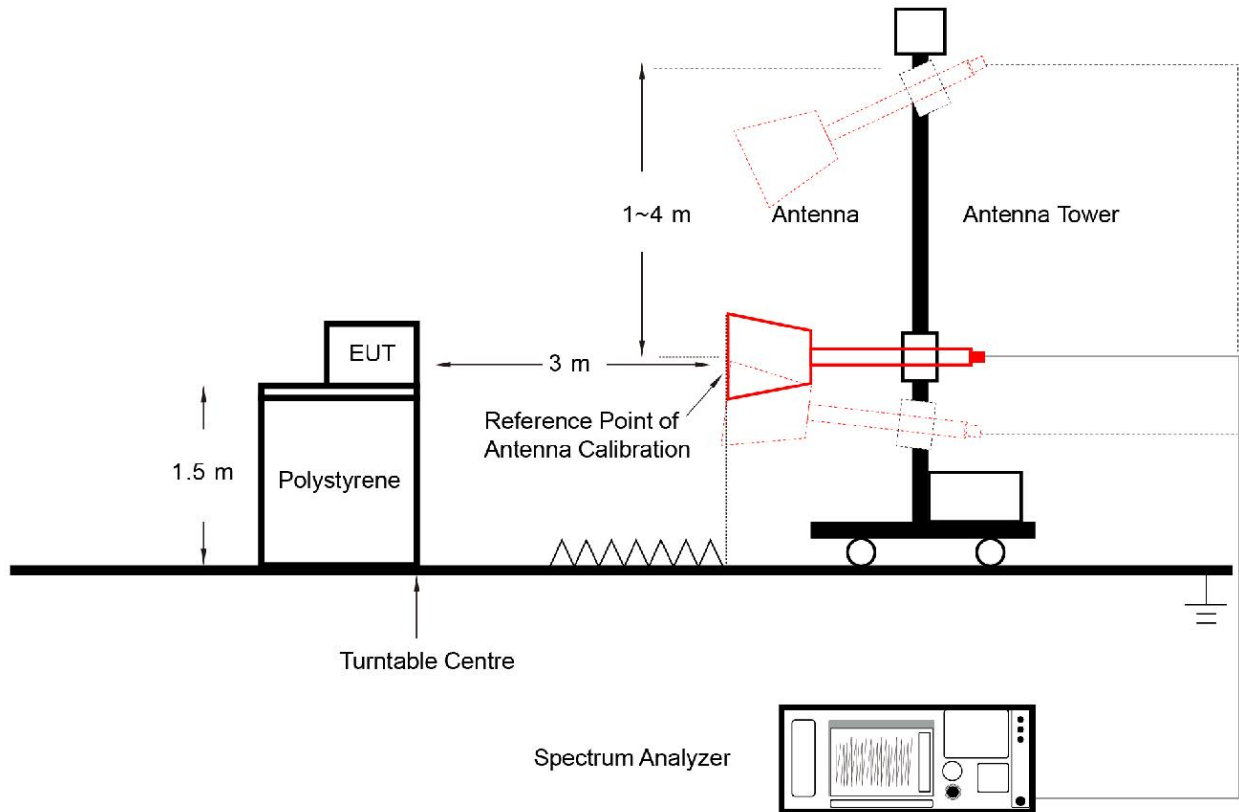 1~4 m
Antenna
Antenna Tower
EUT
3 m
Reference Point of
Antenna Calibration
1.5 m
Polystyrene
Turntable Centre
Spectrum Analyzer